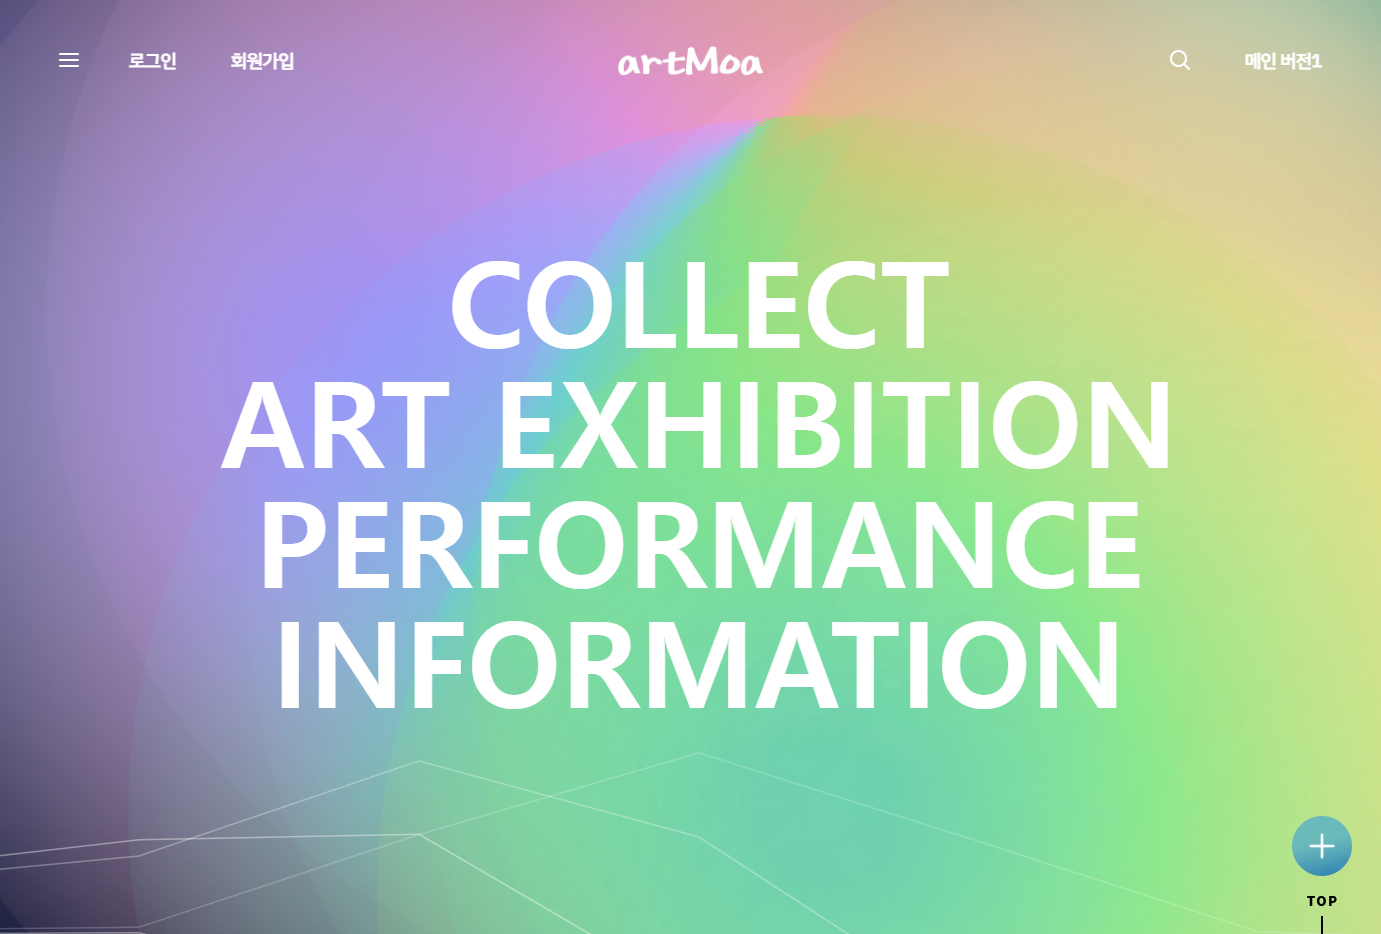 로그인 회원가입 artMoa 메인 버전1
COLLECT
ART EXHIBITION
PERFORMANCE
INFORMATION
TOP